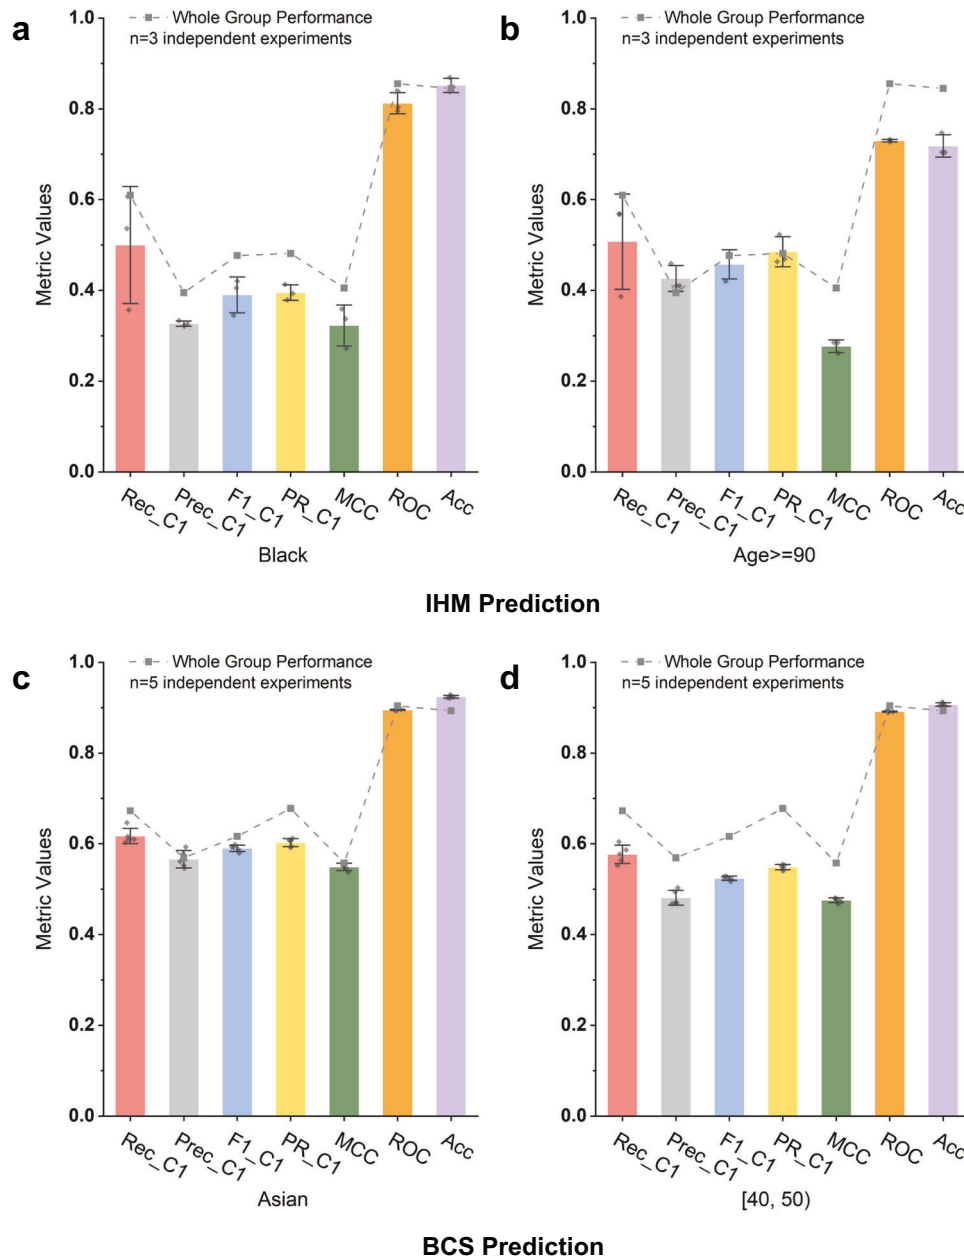 a
Whole Group Performance
n=3 independent experiments
1.0
0.8
0.6
0.4
0.2
0.0
Metric Values
Rec_C1
Prec_C1
F1_C1
PR_C1
MCC
ROC
Acc
Black
b
Whole Group Performance
n=3 independent experiments
1.0
0.8
0.6
0.4
0.2
0.0
Metric Values
Rec_C1
Prec_C1
F1_C1
PR_C1
MCC
ROC
Acc
Age>=90
IHM Prediction
c
Whole Group Performance
n=5 independent experiments
1.0
0.8
0.6
0.4
0.2
0.0
Metric Values
Rec_C1
Prec_C1
F1_C1
PR_C1
MCC
ROC
Acc
Asian
d
Whole Group Performance
n=5 independent experiments
1.0
0.8
0.6
0.4
0.2
0.0
Metric Values
Rec_C1
Prec_C1
F1_C1
PR_C1
MCC
ROC
Acc
[40, 50)
BCS Prediction